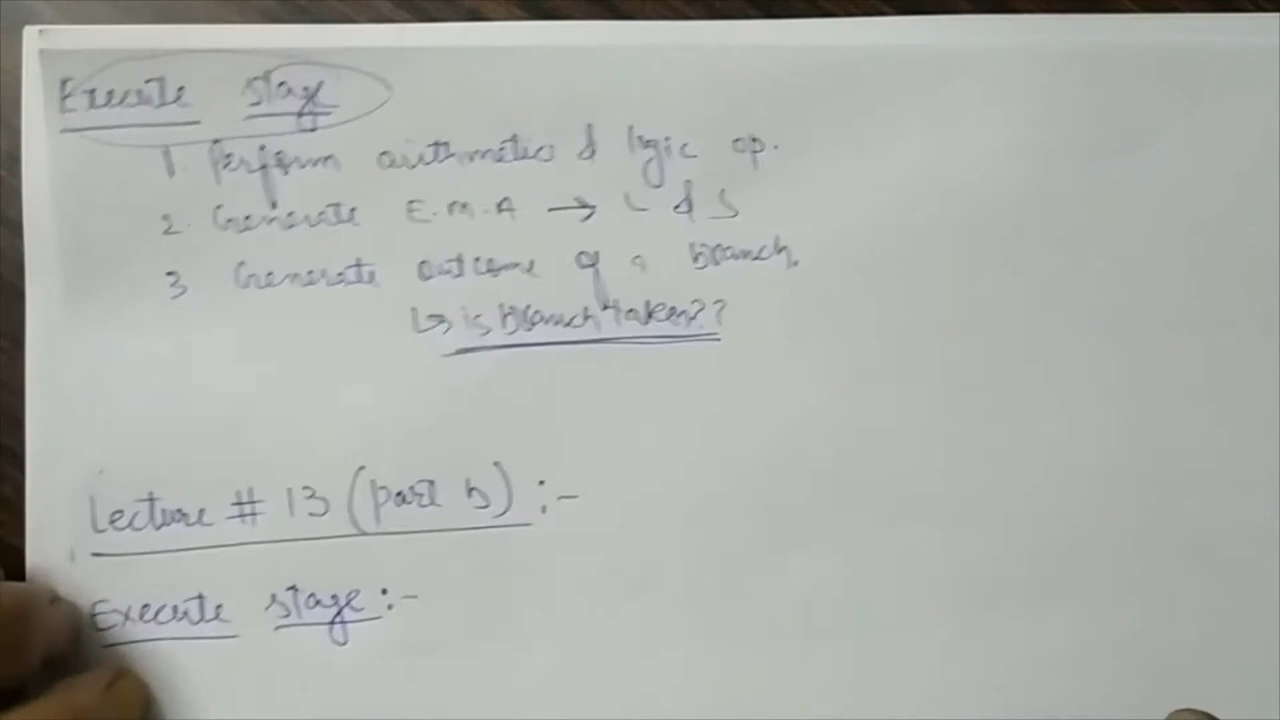 Execute stage
1. Perform arithmetic & logic op.
2. Generate E.M.A → L & S
3 Generate outcome of a branch.
↳ is Branch Taken??
Lecture # 13 (part b) :-
Execute stage :-